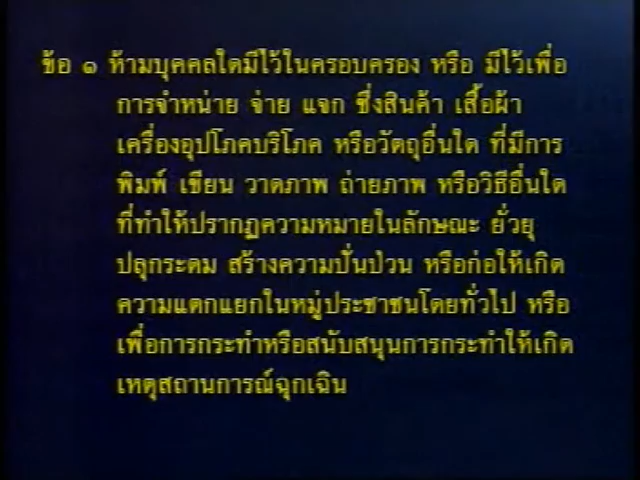 ข้อ ๑ ห้ามบุคคลใดมีไว้ในครอบครอง หรือ มีไว้เพื่อ
การจำหน่าย จ่าย แจก ซึ่งสินค้า เสื้อผ้า
เครื่องอุปโภคบริโภค หรือวัตถุอื่นใด ที่มีการ
พิมพ์ เขียน วาดภาพ ถ่ายภาพ หรือวิธีอื่นใด
ที่ทำให้ปรากฏความหมายในลักษณะ ยั่วยุ
ปลุกระดม สร้างความปั่นป่วน หรือก่อให้เกิด
ความแตกแยกในหมู่ประชาชนโดยทั่วไป หรือ
เพื่อการกระทำหรือสนับสนุนการกระทำให้เกิด
เหตุสถานการณ์ฉุกเฉิน